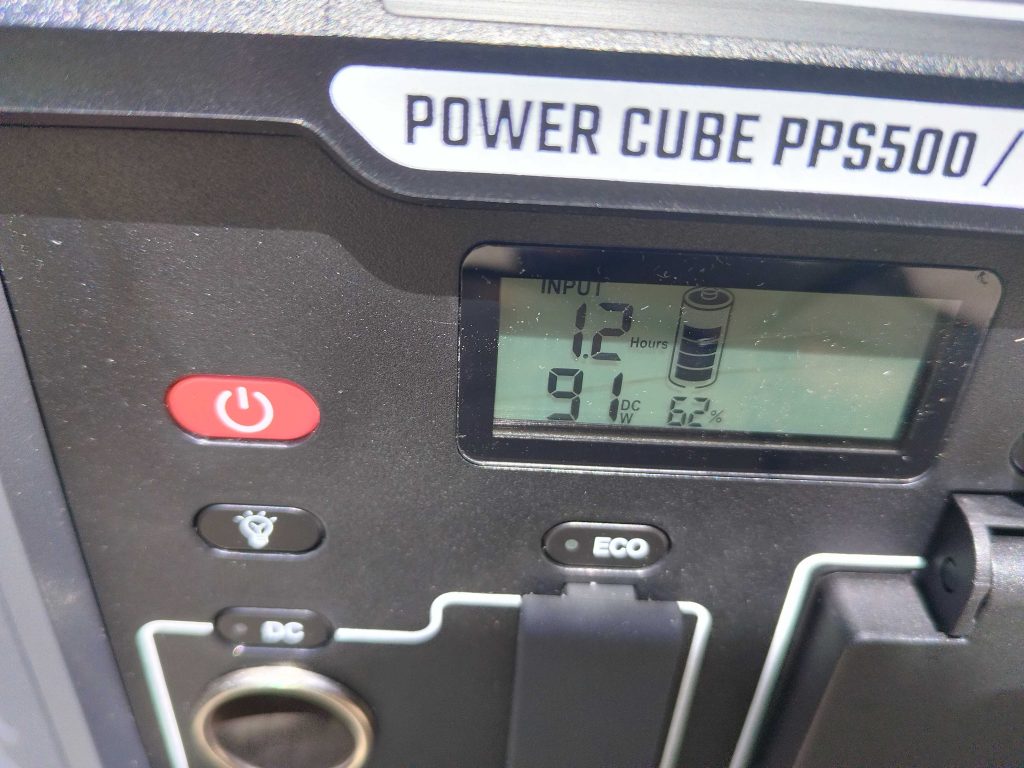 POWER CUBE PPS500 /
INPUT
1.2 Hours
91 DC W 62%
ECO
DC